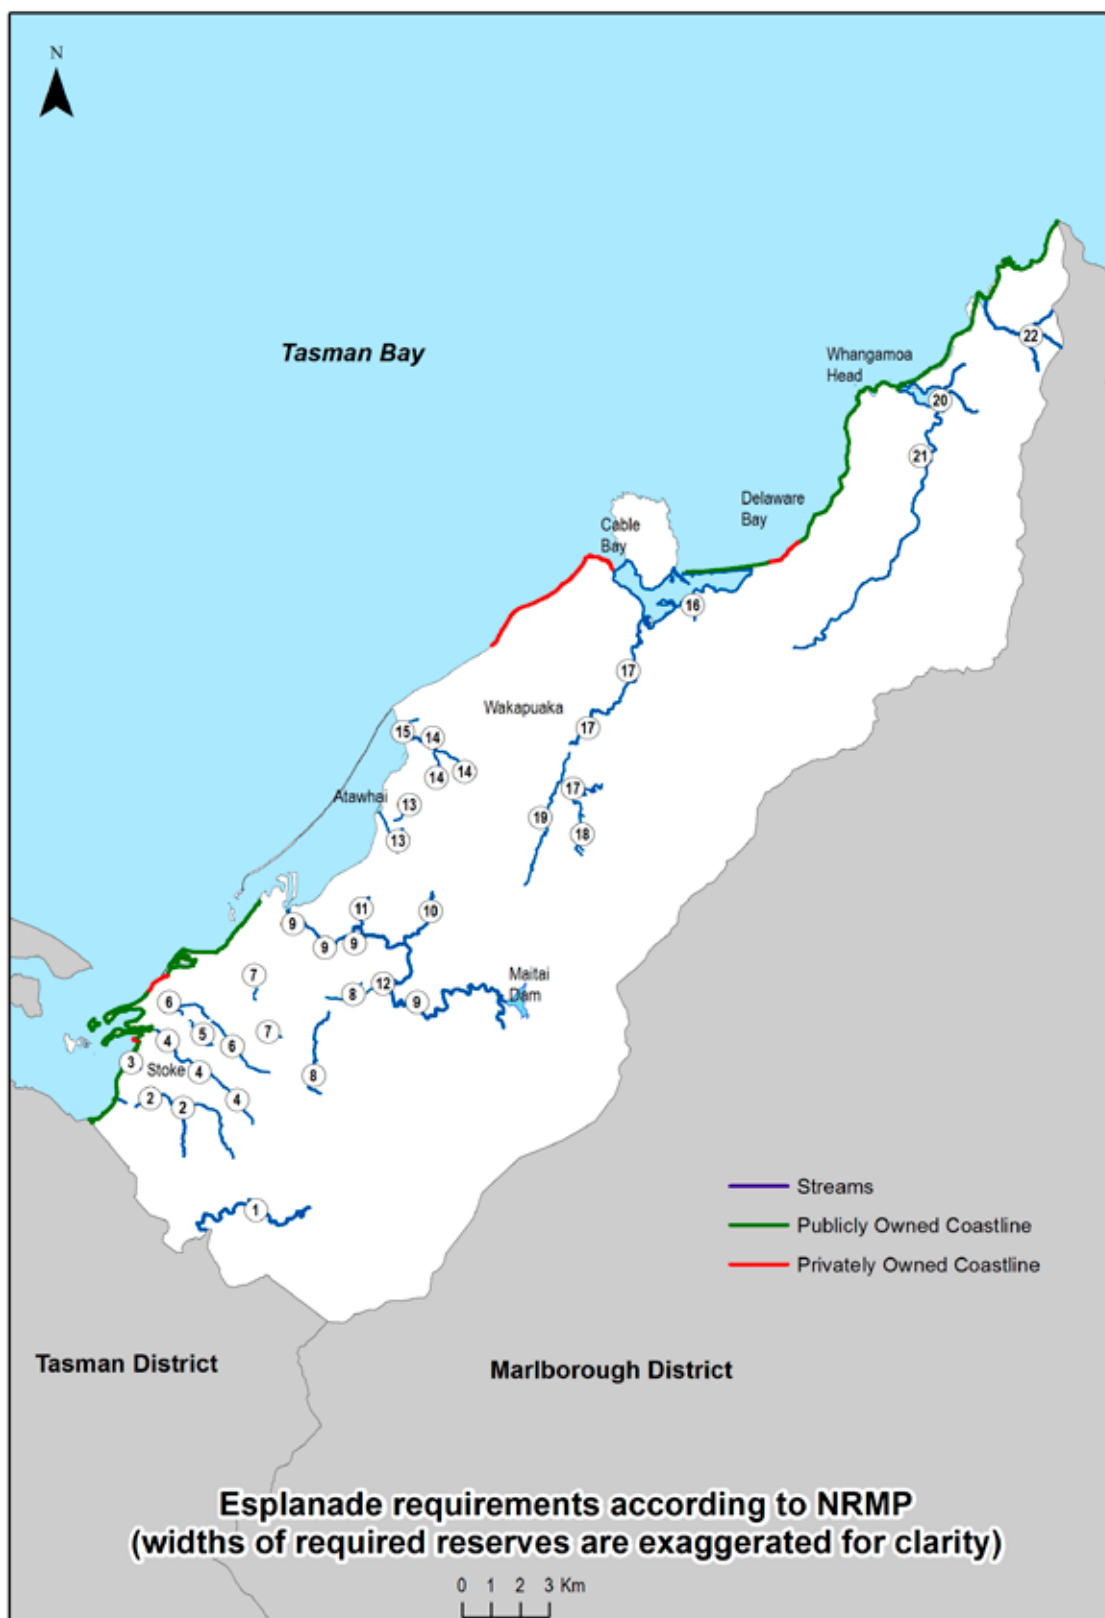 N
Tasman Bay
Whangamoa
Head
22
20
21
Delaware
Bay
Cable
Bay
16
17
Wakapuaka
17
15
14
14
14
17
Atawhai
13
19
18
13
11
10
9
9
9
7
Maitai
Dam
12
8
9
6
5
7
6
4
3
Stoke
4
8
2
4
2
1
Streams
Publicly Owned Coastline
Privately Owned Coastline
Tasman District
Marlborough District
Esplanade requirements according to NRMP
(widths of required reserves are exaggerated for clarity)
0 1 2 3 Km